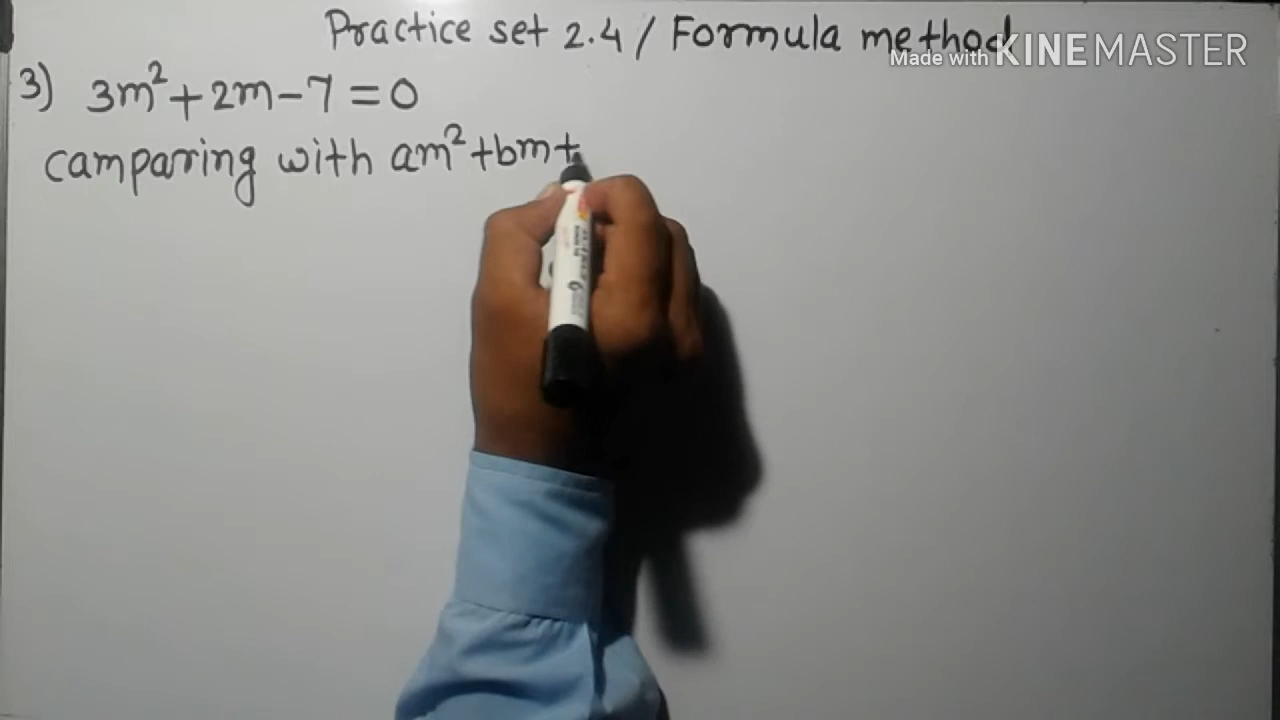 Practice set 2.4 / Formula method
Made with KINEMASTER
3) 3m²+2m-7=0
camparing with am²+bm+